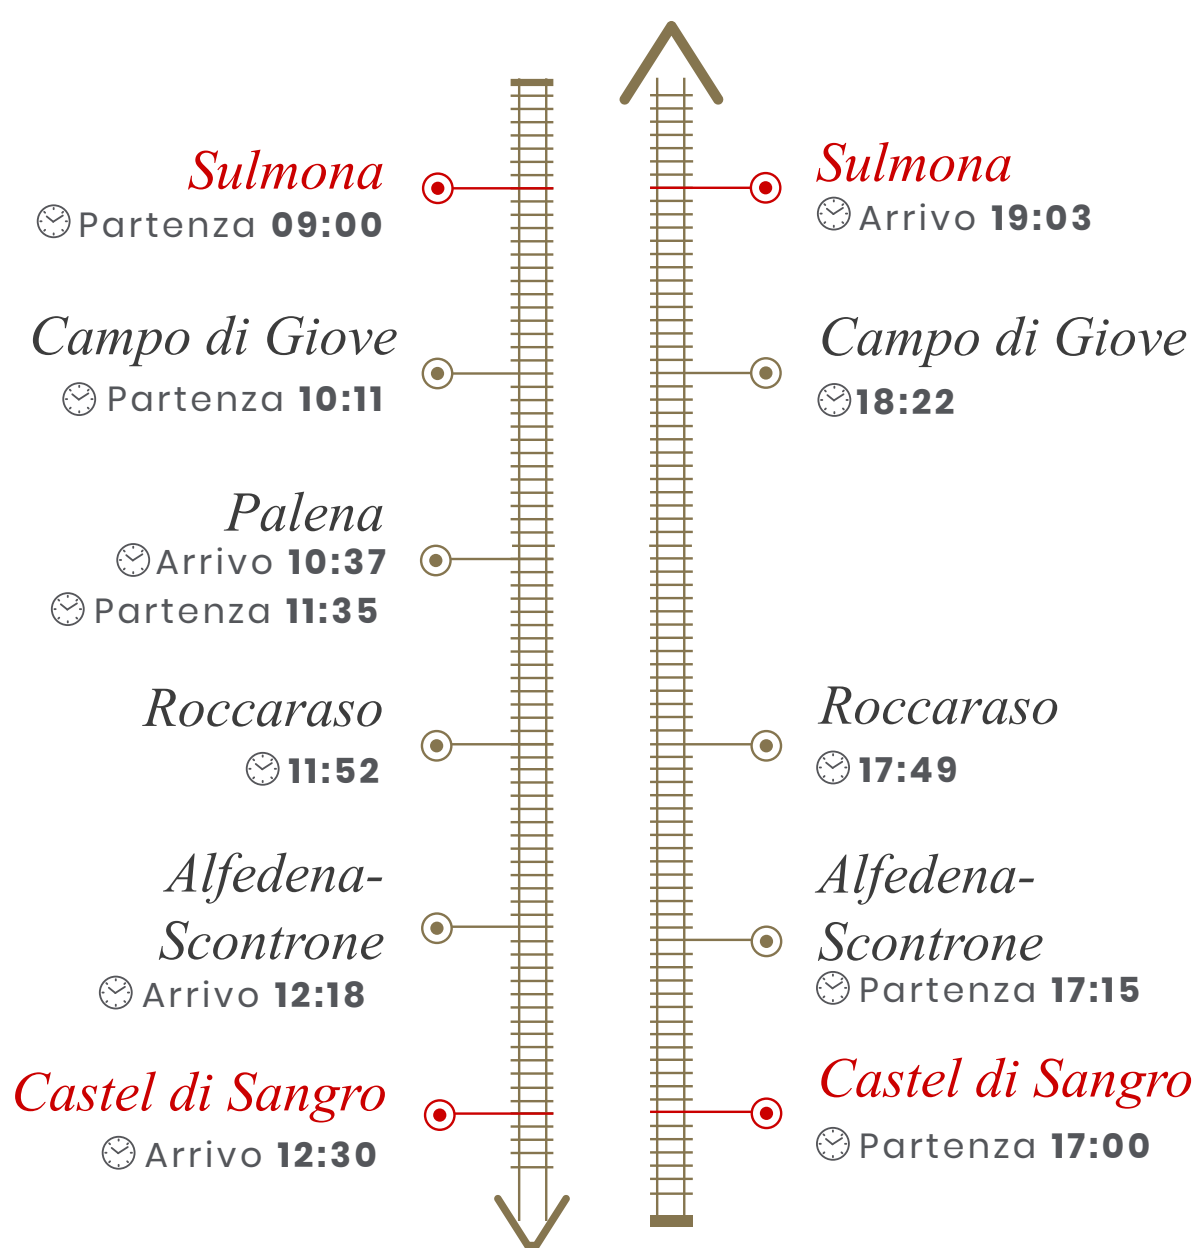 Sulmona
Partenza 09:00
Campo di Giove
Partenza 10:11
Palena
Arrivo 10:37
Partenza 11:35
Roccaraso
11:52
Alfedena-
Scontrone
Arrivo 12:18
Castel di Sangro
Arrivo 12:30
Sulmona
Arrivo 19:03
Campo di Giove
18:22
Roccaraso
17:49
Alfedena-
Scontrone
Partenza 17:15
Castel di Sangro
Partenza 17:00